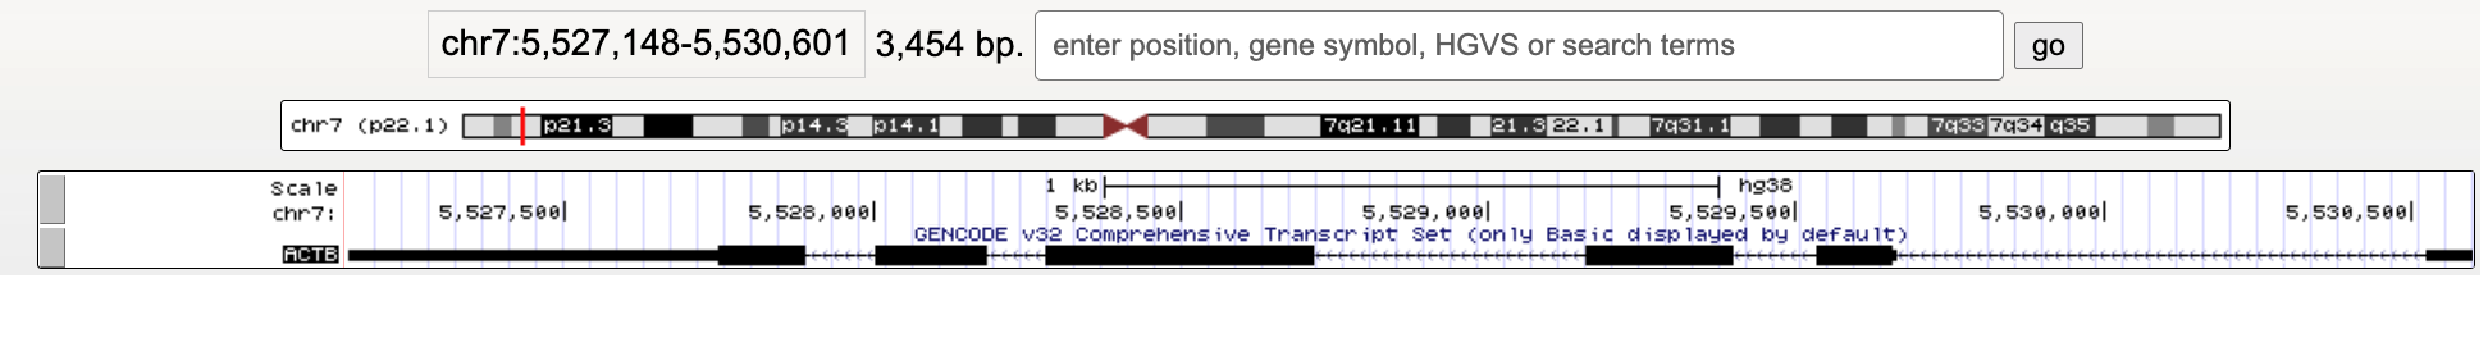 chr7:5,527,148-5,530,601 3,454 bp. enter position, gene symbol, HGVS or search terms go
chr7 (p22.1) p21.3 p14.3 p14.1 7q21.11 21.3 22.1 7q31.1 7q33 7q34 q35
Scale 1 kb hg38
chr7: 5,527,500| 5,528,000| 5,528,500| 5,529,000| 5,529,500| 5,530,000| 5,530,500|
GENCODE v32 Comprehensive Transcript Set (only Basic displayed by default)
ACTB